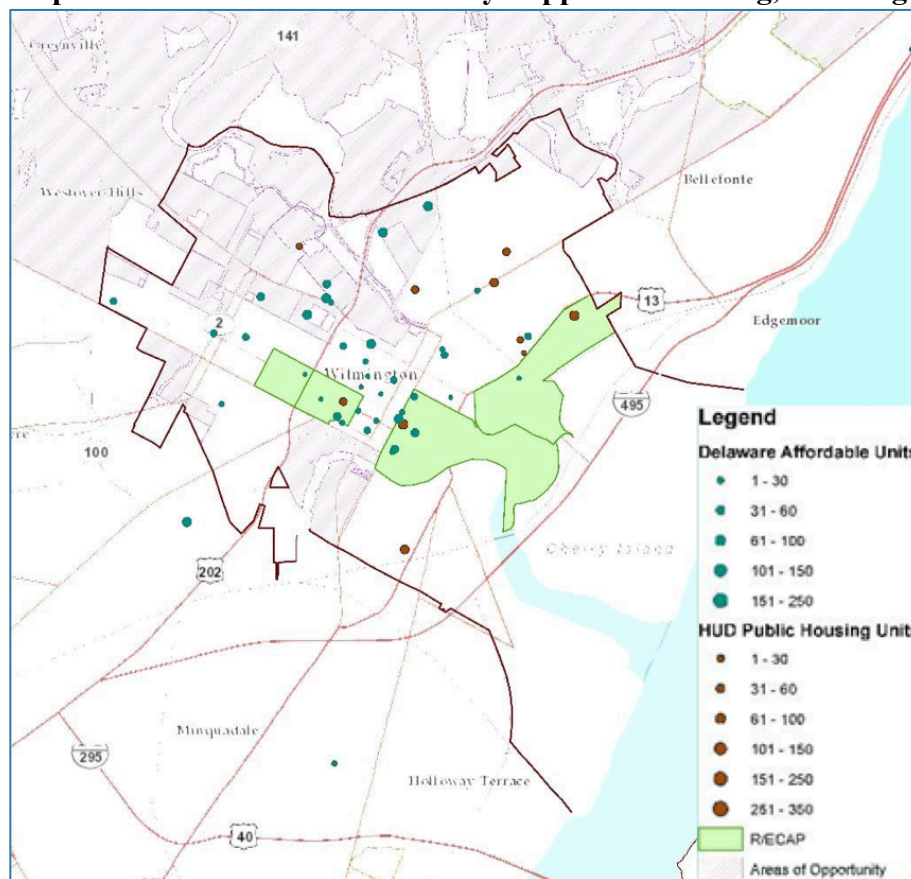 141
Greenville
Westover Hills
Bellefonte
2
13
Edgemoor
Wilmington
495
100
Cherry Island
202
Minquadale
295
Holloway Terrace
40
Legend
Delaware Affordable Units
1 - 30
31 - 60
61 - 100
101 - 150
151 - 250
HUD Public Housing Unit
1 - 30
31 - 60
61 - 100
101 - 150
151 - 250
251 - 350
R/ECAP
Areas of Opportunity